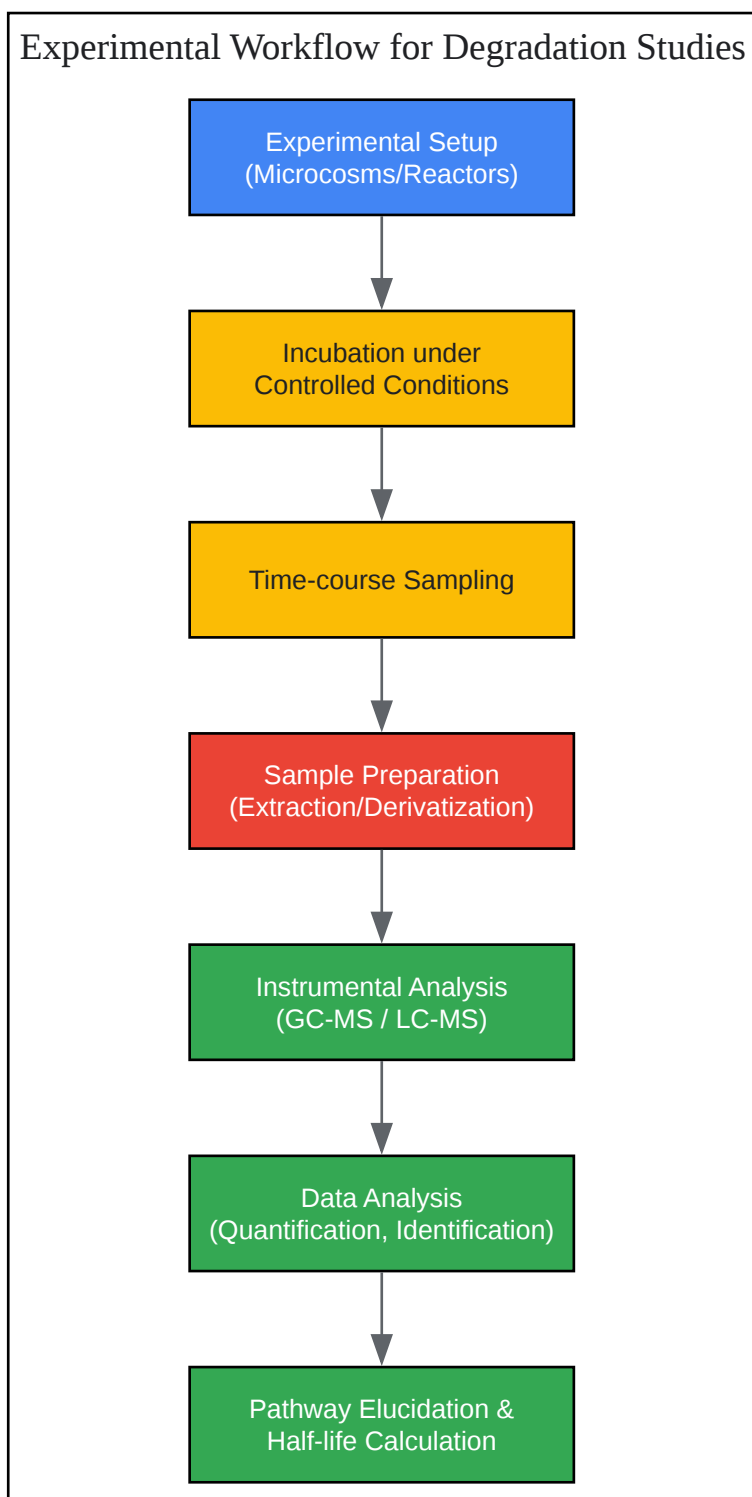 Experimental Workflow for Degradation Studies
Experimental Setup
(Microcosms/Reactors)
Incubation under
Controlled Conditions
Time-course Sampling
Sample Preparation
(Extraction/Derivatization)
Instrumental Analysis
(GC-MS / LC-MS)
Data Analysis
(Quantification, Identification)
Pathway Elucidation &
Half-life Calculation